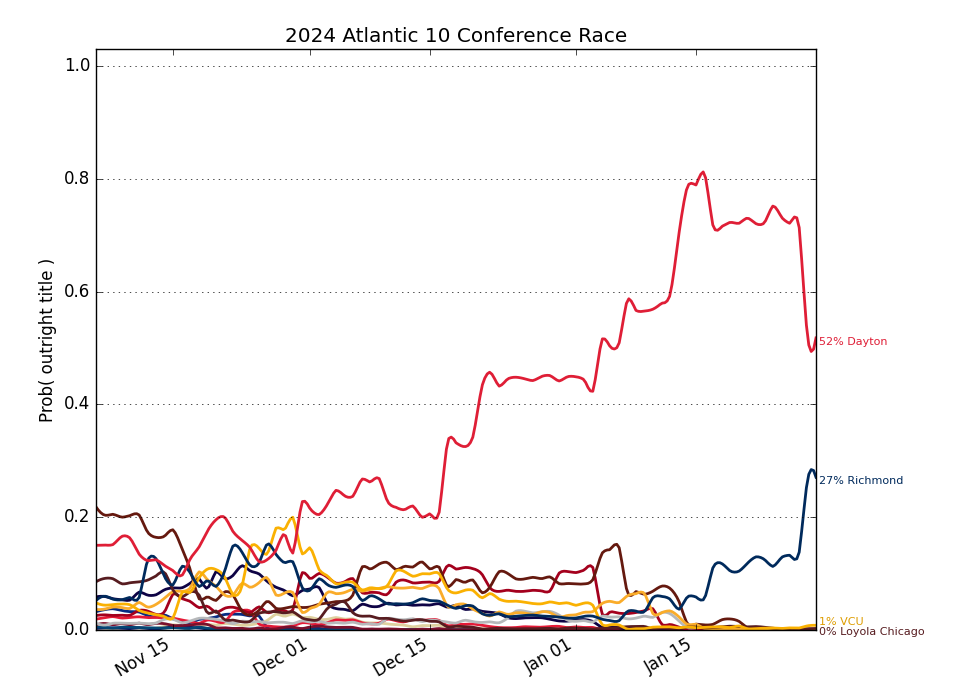 2024 Atlantic 10 Conference Race
Prob( outright title )
1.0
0.8
0.6
0.4
0.2
0.0
52% Dayton
27% Richmond
1% VCU
0% Loyola Chicago
Nov 15
Dec 01
Dec 15
Jan 01
Jan 15